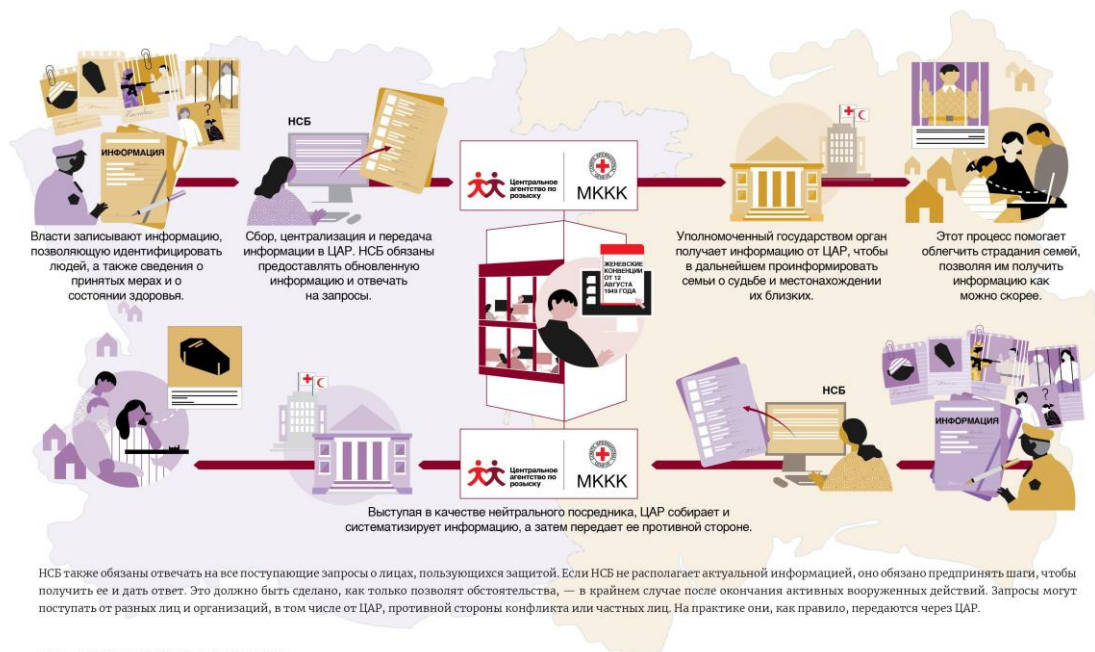 ИНФОРМАЦИЯ
Власти записывают информацию,
позволяющую идентифицировать
людей, а также сведения о
принятых мерах и о
состоянии здоровья.
НСБ
Сбор, централизация и передача
информации в ЦАР. НСБ обязаны
предоставлять обновленную
информацию и отвечать
на запросы.
Центральное
агентство по
розыску
МККК
ЖЕНЕВСКИЕ
КОНВЕНЦИИ
ОТ 12
АВГУСТА
1949 ГОДА
Уполномоченный государством орган
получает информацию от ЦАР, чтобы
в дальнейшем проинформировать
семьи о судьбе и местонахождении
их близких.
Этот процесс помогает
облегчить страдания семей,
позволяя им получить
информацию как
можно скорее.
НСБ
ИНФОРМАЦИЯ
Центральное
агентство по
розыску
МККК
Выступая в качестве нейтрального посредника, ЦАР собирает и
систематизирует информацию, а затем передает ее противной стороне.
НСБ также обязаны отвечать на все поступающие запросы о лицах, пользующихся защитой. Если НСБ не располагает актуальной информацией, оно обязано предпринять шаги, чтобы
получить ее и дать ответ. Это должно быть сделано, как только позволят обстоятельства, — в крайнем случае после окончания активных вооруженных действий. Запросы могут
поступать от разных лиц и организаций, в том числе от ЦАР, противной стороны конфликта или частных лиц. На практике они, как правило, передаются через ЦАР.